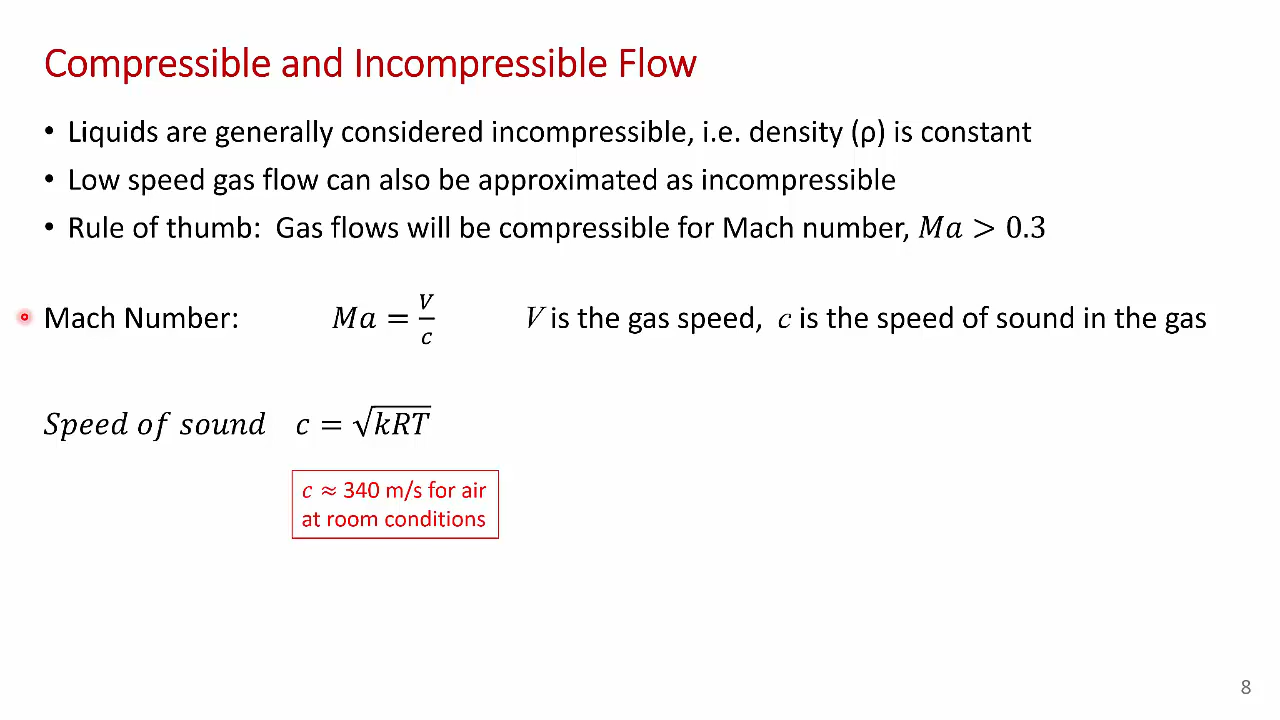 Compressible and Incompressible Flow
• Liquids are generally considered incompressible, i.e. density (ρ) is constant
• Low speed gas flow can also be approximated as incompressible
• Rule of thumb: Gas flows will be compressible for Mach number, Ma > 0.3
Mach Number: Ma = V/c V is the gas speed, c is the speed of sound in the gas
Speed of sound c = √kRT
c ≈ 340 m/s for air
at room conditions
8